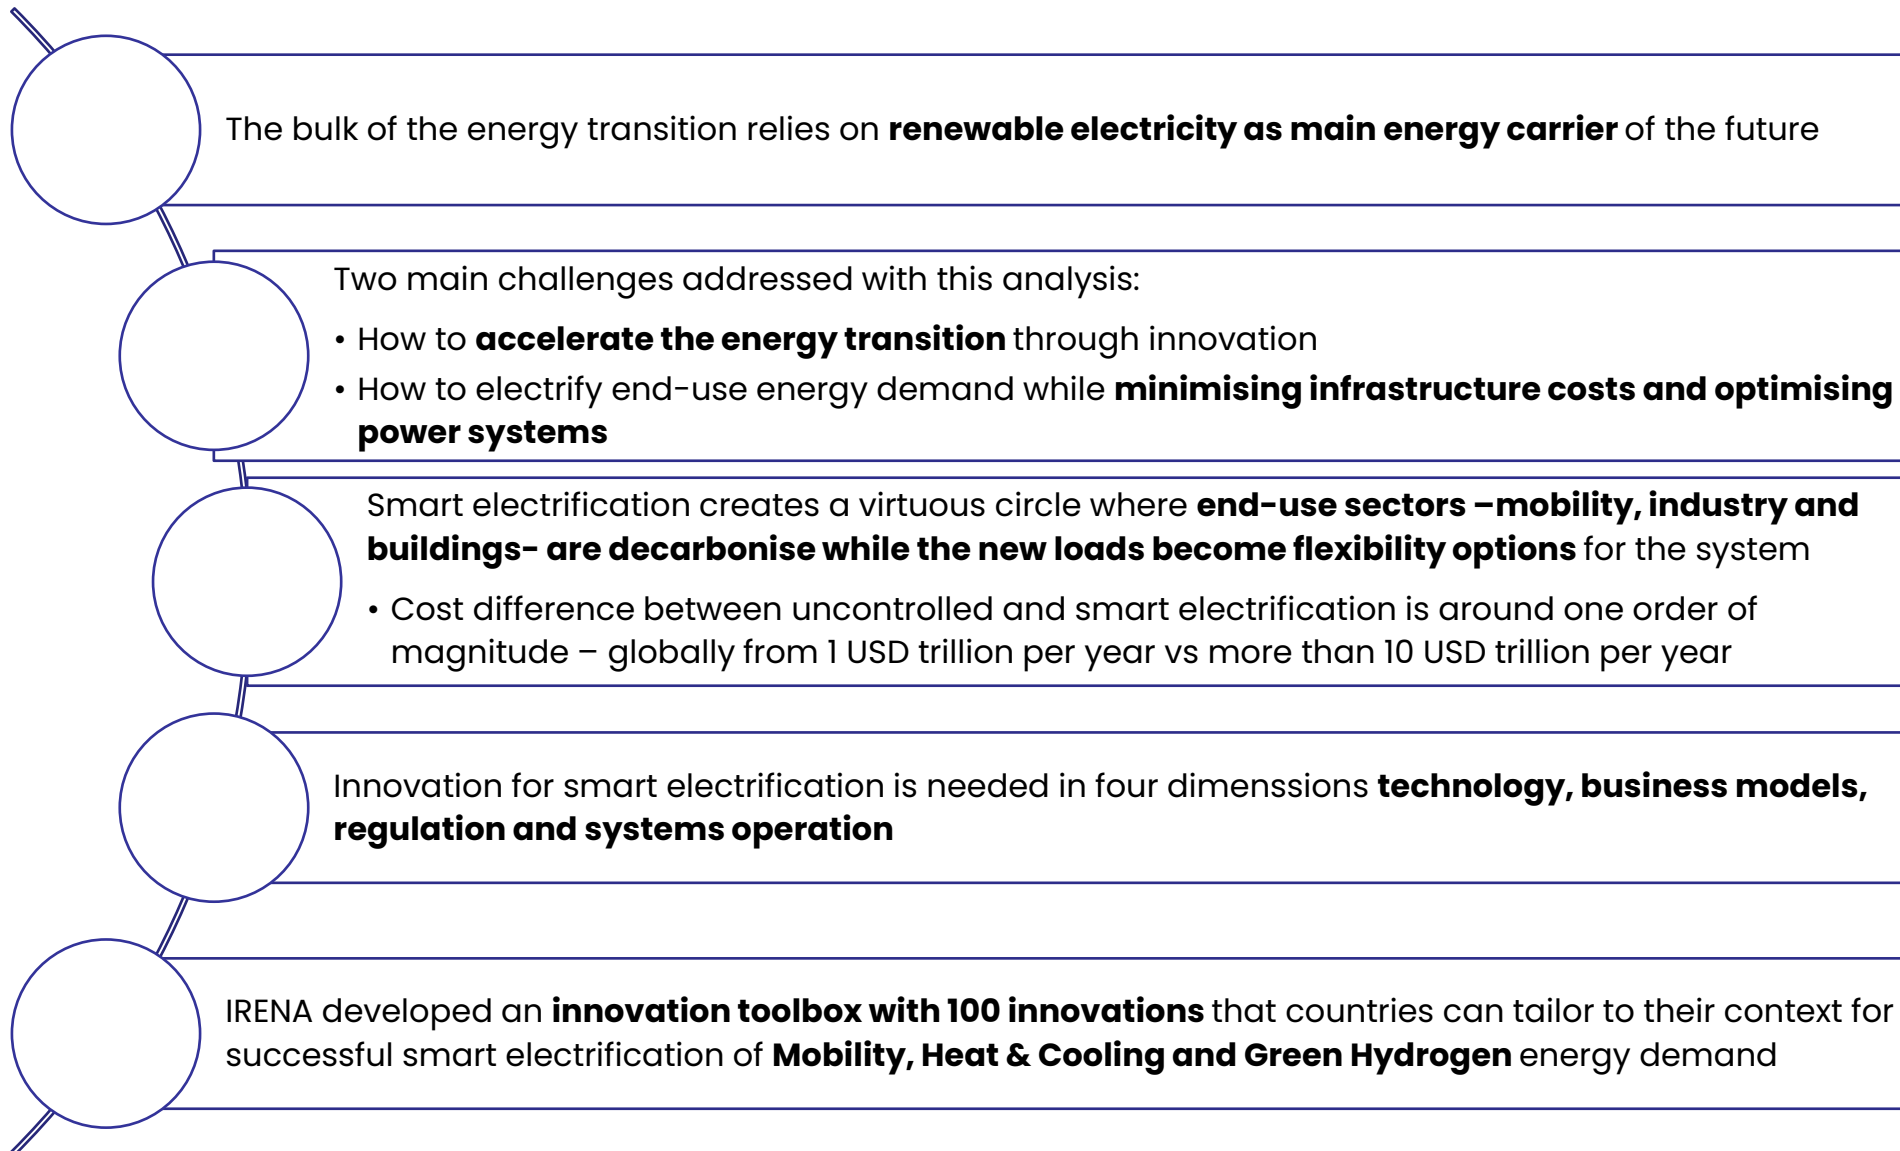 The bulk of the energy transition relies on renewable electricity as main energy carrier of the future
Two main challenges addressed with this analysis:
• How to accelerate the energy transition through innovation
• How to electrify end-use energy demand while minimising infrastructure costs and optimising
power systems
Smart electrification creates a virtuous circle where end-use sectors –mobility, industry and
buildings- are decarbonise while the new loads become flexibility options for the system
• Cost difference between uncontrolled and smart electrification is around one order of
magnitude – globally from 1 USD trillion per year vs more than 10 USD trillion per year
Innovation for smart electrification is needed in four dimenssions technology, business models,
regulation and systems operation
IRENA developed an innovation toolbox with 100 innovations that countries can tailor to their context for
successful smart electrification of Mobility, Heat & Cooling and Green Hydrogen energy demand